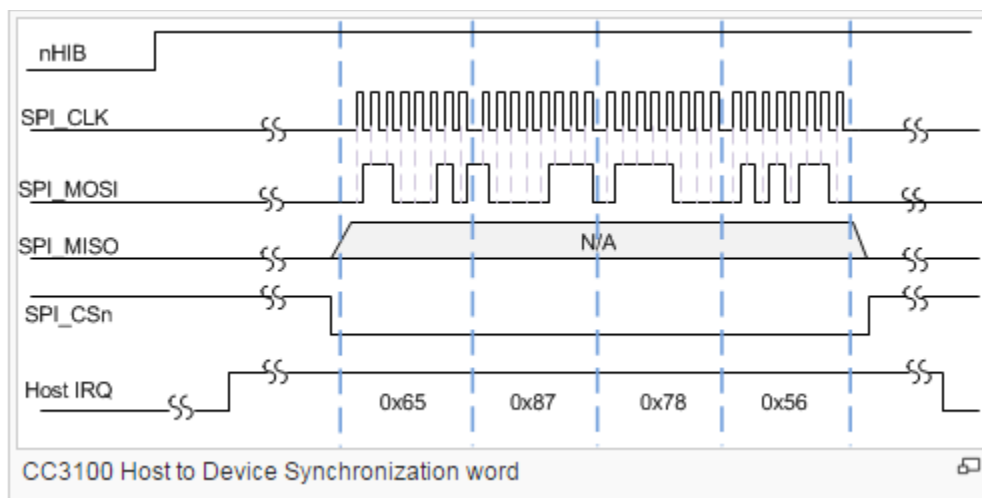 nHIB
SPI_CLK
SPI_MOSI
SPI_MISO
N/A
SPI_CSn
Host IRQ
0x65 0x87 0x78 0x56
CC3100 Host to Device Synchronization word